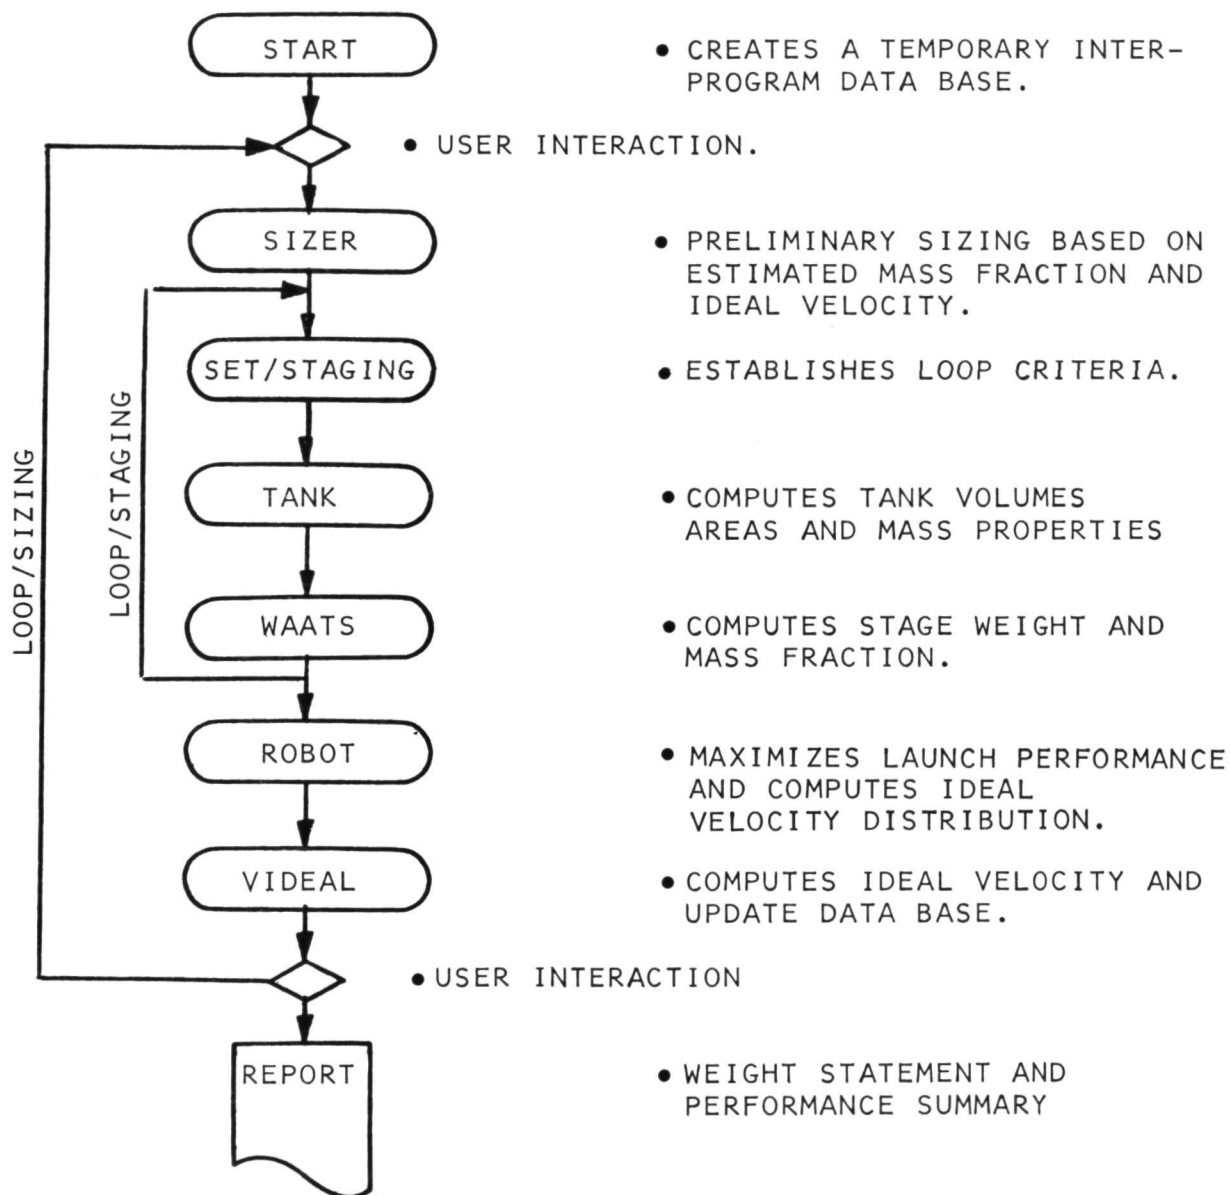 START
• CREATES A TEMPORARY INTER-
PROGRAM DATA BASE.
• USER INTERACTION.
SIZER
• PRELIMINARY SIZING BASED ON
ESTIMATED MASS FRACTION AND
IDEAL VELOCITY.
SET/STAGING
• ESTABLISHES LOOP CRITERIA.
LOOP/SIZING
LOOP/STAGING
TANK
• COMPUTES TANK VOLUMES
AREAS AND MASS PROPERTIES
WAATS
• COMPUTES STAGE WEIGHT AND
MASS FRACTION.
ROBOT
• MAXIMIZES LAUNCH PERFORMANCE
AND COMPUTES IDEAL
VELOCITY DISTRIBUTION.
VIDEAL
• COMPUTES IDEAL VELOCITY AND
UPDATE DATA BASE.
• USER INTERACTION
REPORT
• WEIGHT STATEMENT AND
PERFORMANCE SUMMARY